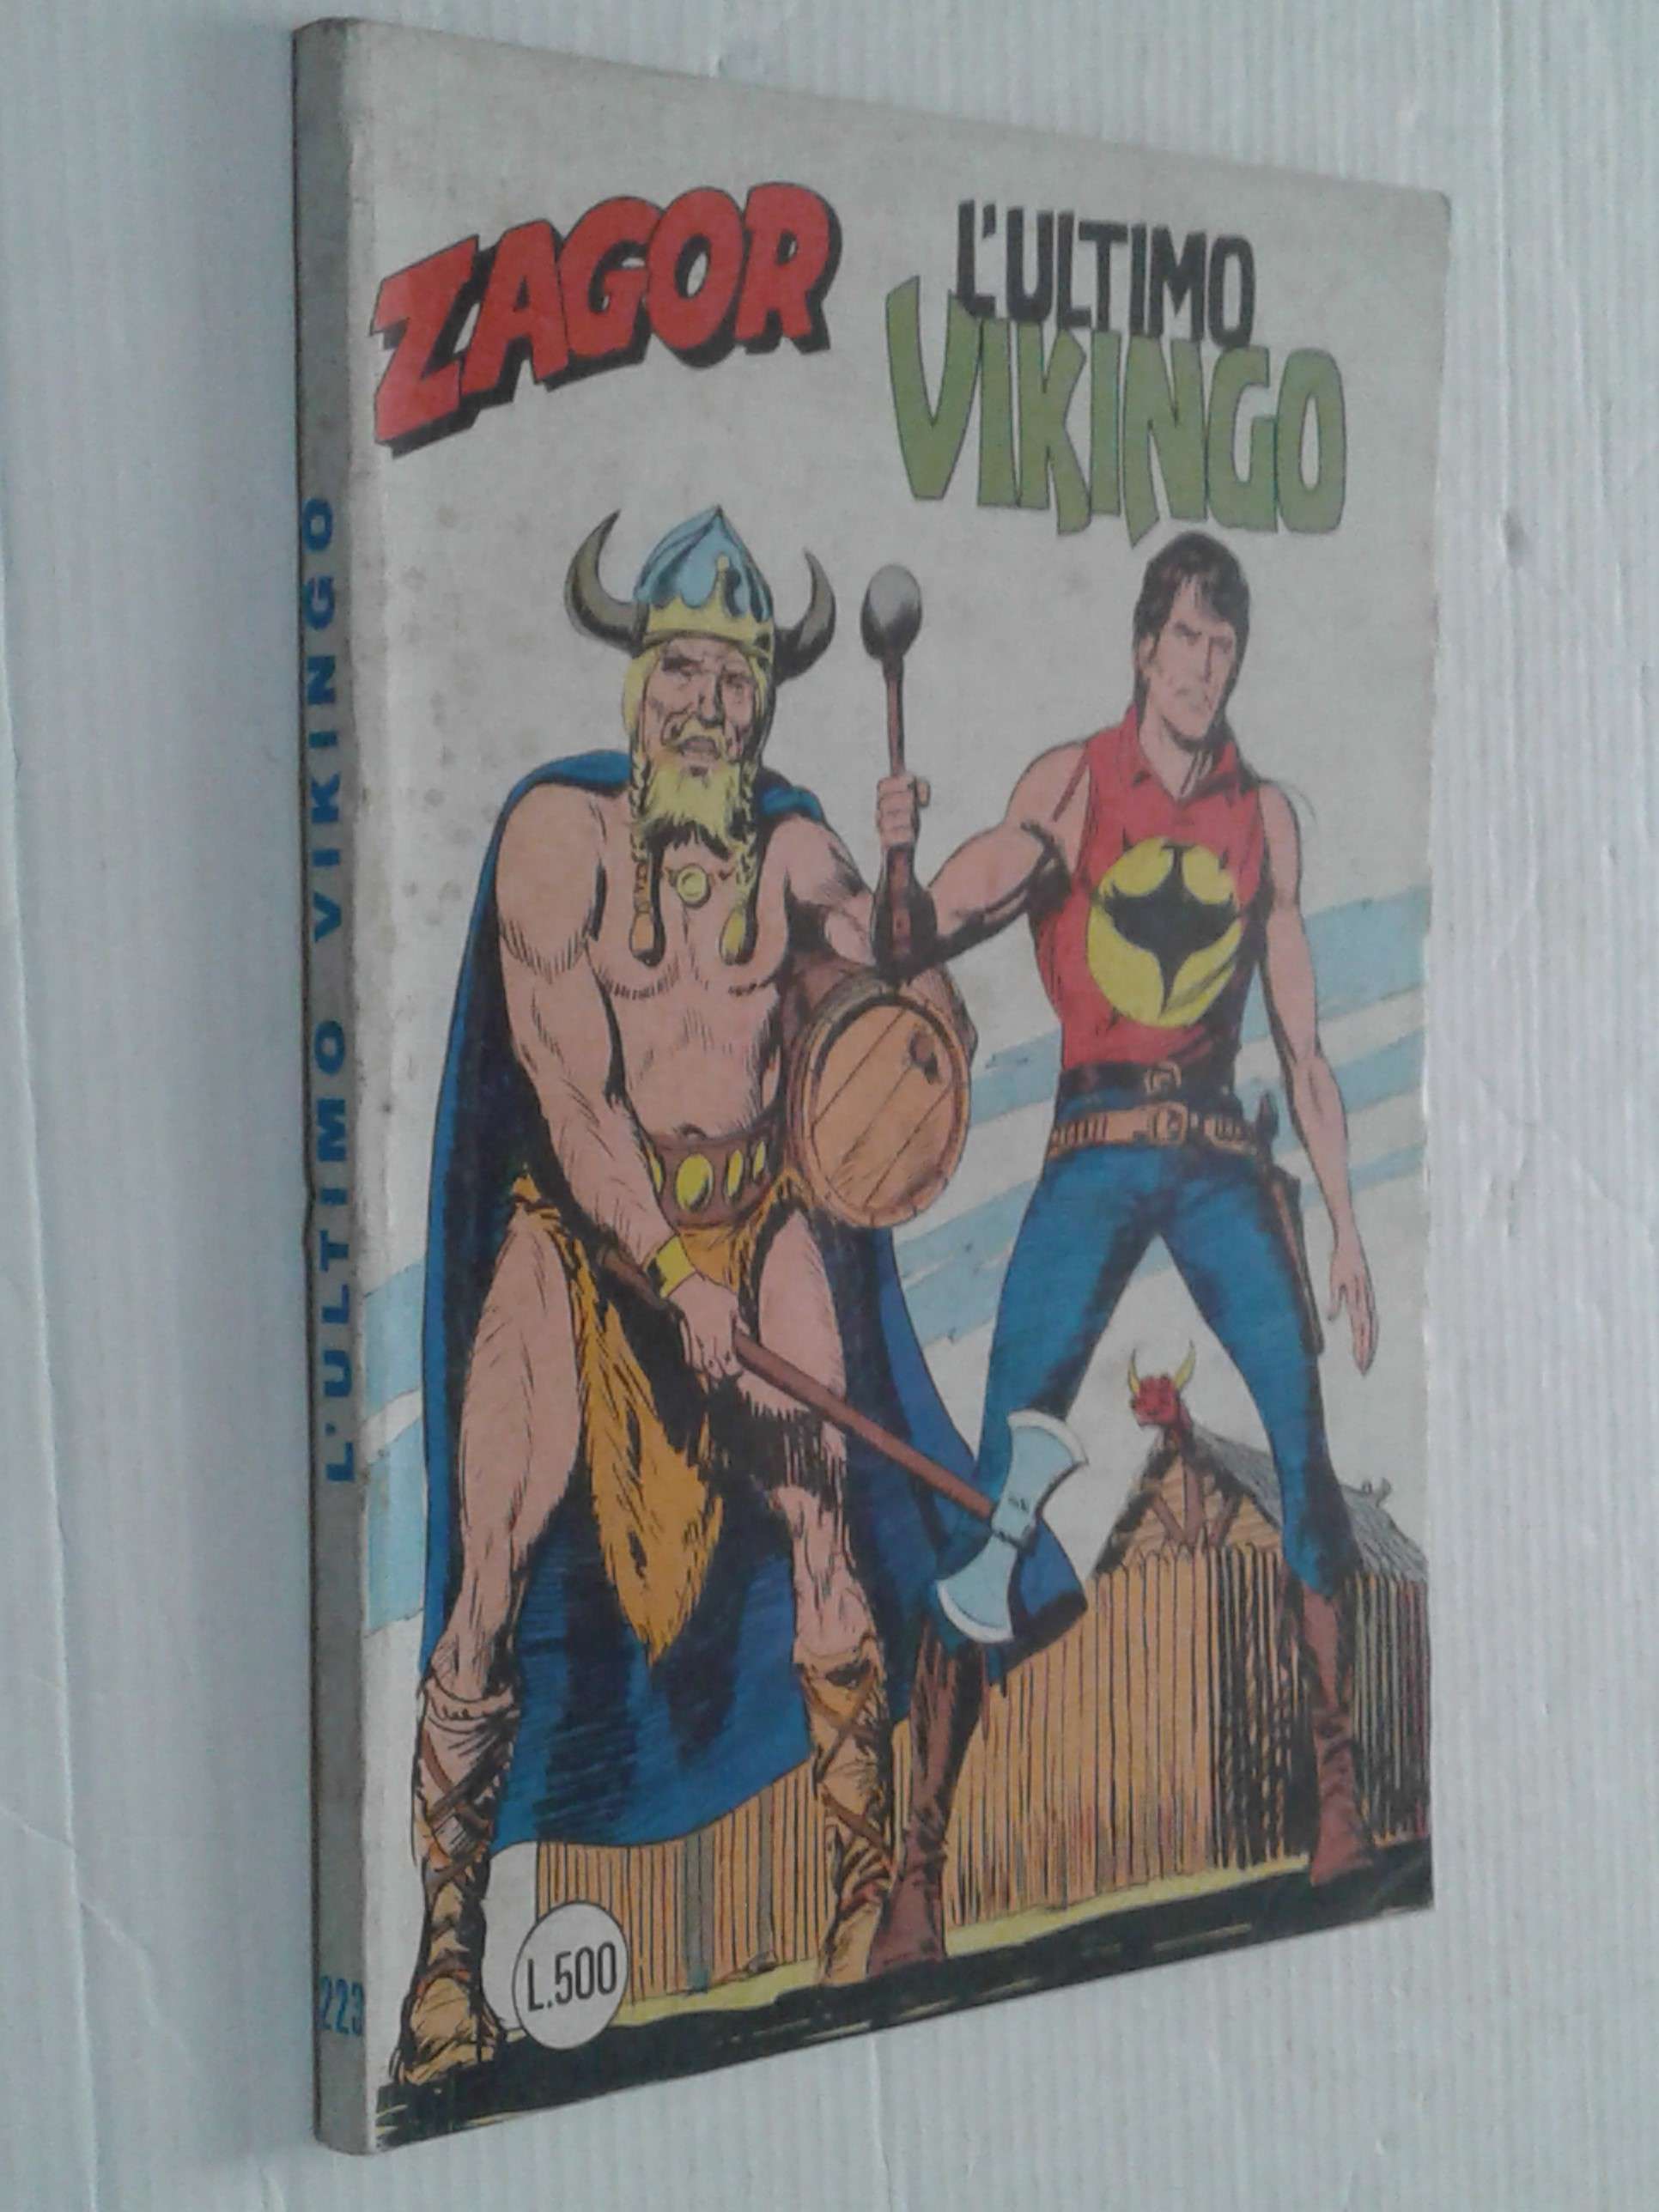 ZAGOR
L'ULTIMO
VIKINGO
L'ULTIMO VIKINGO
223
L.500